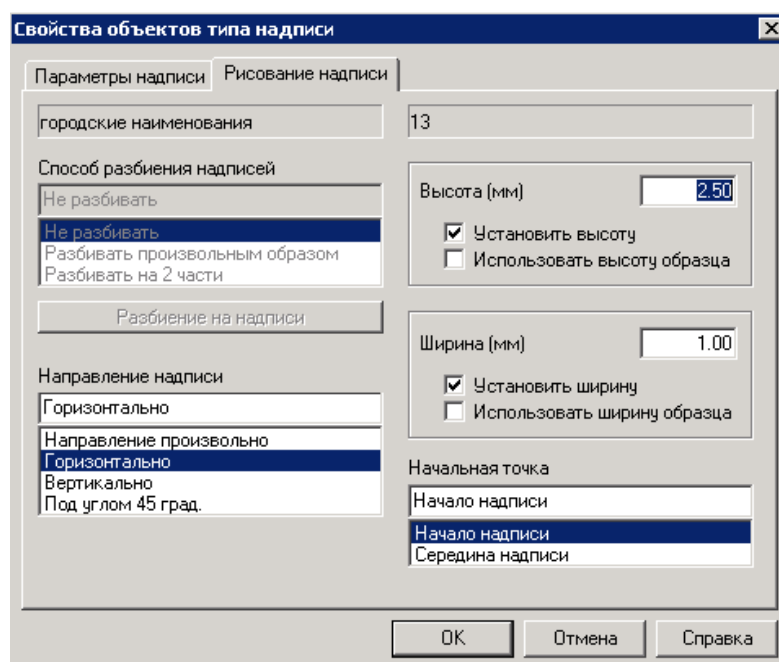 Свойства объектов типа надписи
Параметры надписи
Рисование надписи
городские наименования
13
Способ разбиения надписей
Не разбивать
Не разбивать
Разбивать произвольным образом
Разбивать на 2 части
Разбиение на надписи
Направление надписи
Горизонтально
Направление произвольно
Горизонтально
Вертикально
Под углом 45 град.
Высота (мм)
2.50
Установить высоту
Использовать высоту образца
Ширина (мм)
1.00
Установить ширину
Использовать ширину образца
Начальная точка
Начало надписи
Начало надписи
Середина надписи
OK
Отмена
Справка